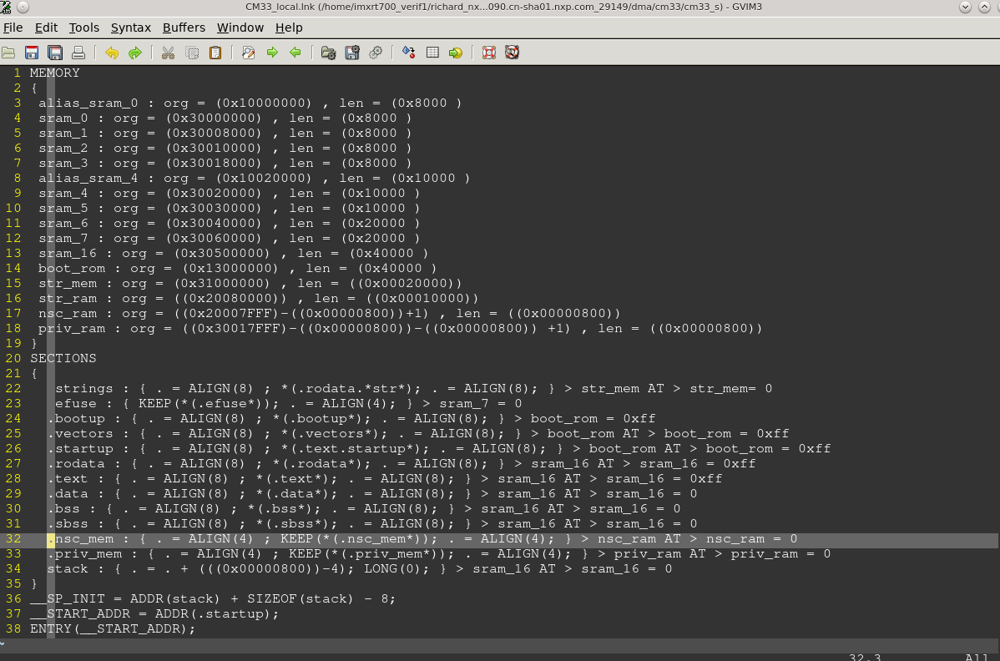 CM33_local.lnk (/home/imxrt700_verif1/richard_nx...090.cn-sha01.nxp.com_29149/dma/cm33/cm33_s) - GVIM3
File Edit Tools Syntax Buffers Window Help
1 MEMORY
2 {
3 alias_sram_0 : org = (0x10000000) , len = (0x8000 )
4 sram_0 : org = (0x30000000) , len = (0x8000 )
5 sram_1 : org = (0x30008000) , len = (0x8000 )
6 sram_2 : org = (0x30010000) , len = (0x8000 )
7 sram_3 : org = (0x30018000) , len = (0x8000 )
8 alias_sram_4 : org = (0x10020000) , len = (0x10000 )
9 sram_4 : org = (0x30020000) , len = (0x10000 )
10 sram_5 : org = (0x30030000) , len = (0x10000 )
11 sram_6 : org = (0x30040000) , len = (0x20000 )
12 sram_7 : org = (0x30060000) , len = (0x20000 )
13 sram_16 : org = (0x30500000) , len = (0x40000 )
14 boot_rom : org = (0x13000000) , len = (0x40000 )
15 str_mem : org = (0x31000000) , len = ((0x00020000))
16 str_ram : org = ((0x20080000)) , len = ((0x00010000))
17 nsc_ram : org = ((0x20007FFF)-((0x00000800))+1) , len = ((0x00000800))
18 priv_ram : org = ((0x30017FFF)-((0x00000800))-((0x00000800)) +1) , len = ((0x00000800))
19 }
20 SECTIONS
21 {
22 strings : { . = ALIGN(8) ; *(.rodata.*str*); . = ALIGN(8); } > str_mem AT > str_mem= 0
23 efuse : { KEEP(*(.efuse*)); . = ALIGN(4); } > sram_7 = 0
24 .bootup : { . = ALIGN(8) ; *(.bootup*); . = ALIGN(8); } > boot_rom = 0xff
25 .vectors : { . = ALIGN(8) ; *(.vectors*); . = ALIGN(8); } > boot_rom AT > boot_rom = 0xff
26 .startup : { . = ALIGN(8) ; *(.text.startup*); . = ALIGN(8); } > boot_rom AT > boot_rom = 0xff
27 .rodata : { . = ALIGN(8) ; *(.rodata*); . = ALIGN(8); } > sram_16 AT > sram_16 = 0xff
28 .text : { . = ALIGN(8) ; *(.text*); . = ALIGN(8); } > sram_16 AT > sram_16 = 0xff
29 .data : { . = ALIGN(8) ; *(.data*); . = ALIGN(8); } > sram_16 AT > sram_16 = 0
30 .bss : { . = ALIGN(8) ; *(.bss*); . = ALIGN(8); } > sram_16 AT > sram_16 = 0
31 .sbss : { . = ALIGN(8) ; *(.sbss*); . = ALIGN(8); } > sram_16 AT > sram_16 = 0
32 .nsc_mem : { . = ALIGN(4) ; KEEP(*(.nsc_mem*)); . = ALIGN(4); } > nsc_ram AT > nsc_ram = 0
33 .priv_mem : { . = ALIGN(4) ; KEEP(*(.priv_mem*)); . = ALIGN(4); } > priv_ram AT > priv_ram = 0
34 stack : { . = . + (((0x00000800))-4); LONG(0); } > sram_16 AT > sram_16 = 0
35 }
36 __SP_INIT = ADDR(stack) + SIZEOF(stack) - 8;
37 __START_ADDR = ADDR(.startup);
38 ENTRY(__START_ADDR);
32,3 All